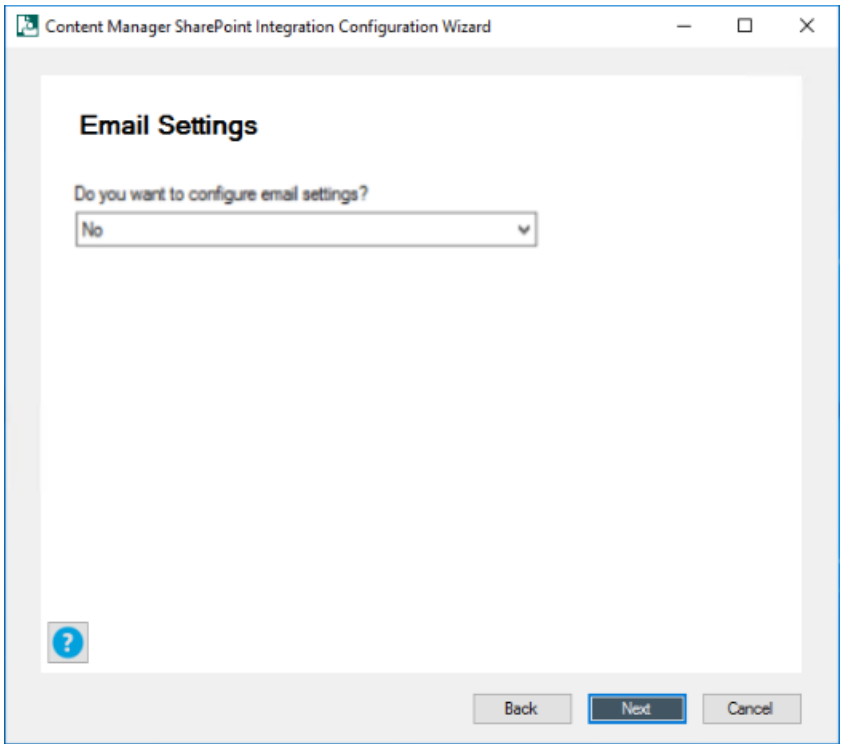 Content Manager SharePoint Integration Configuration Wizard
Email Settings
Do you want to configure email settings?
No
?
Back Next Cancel